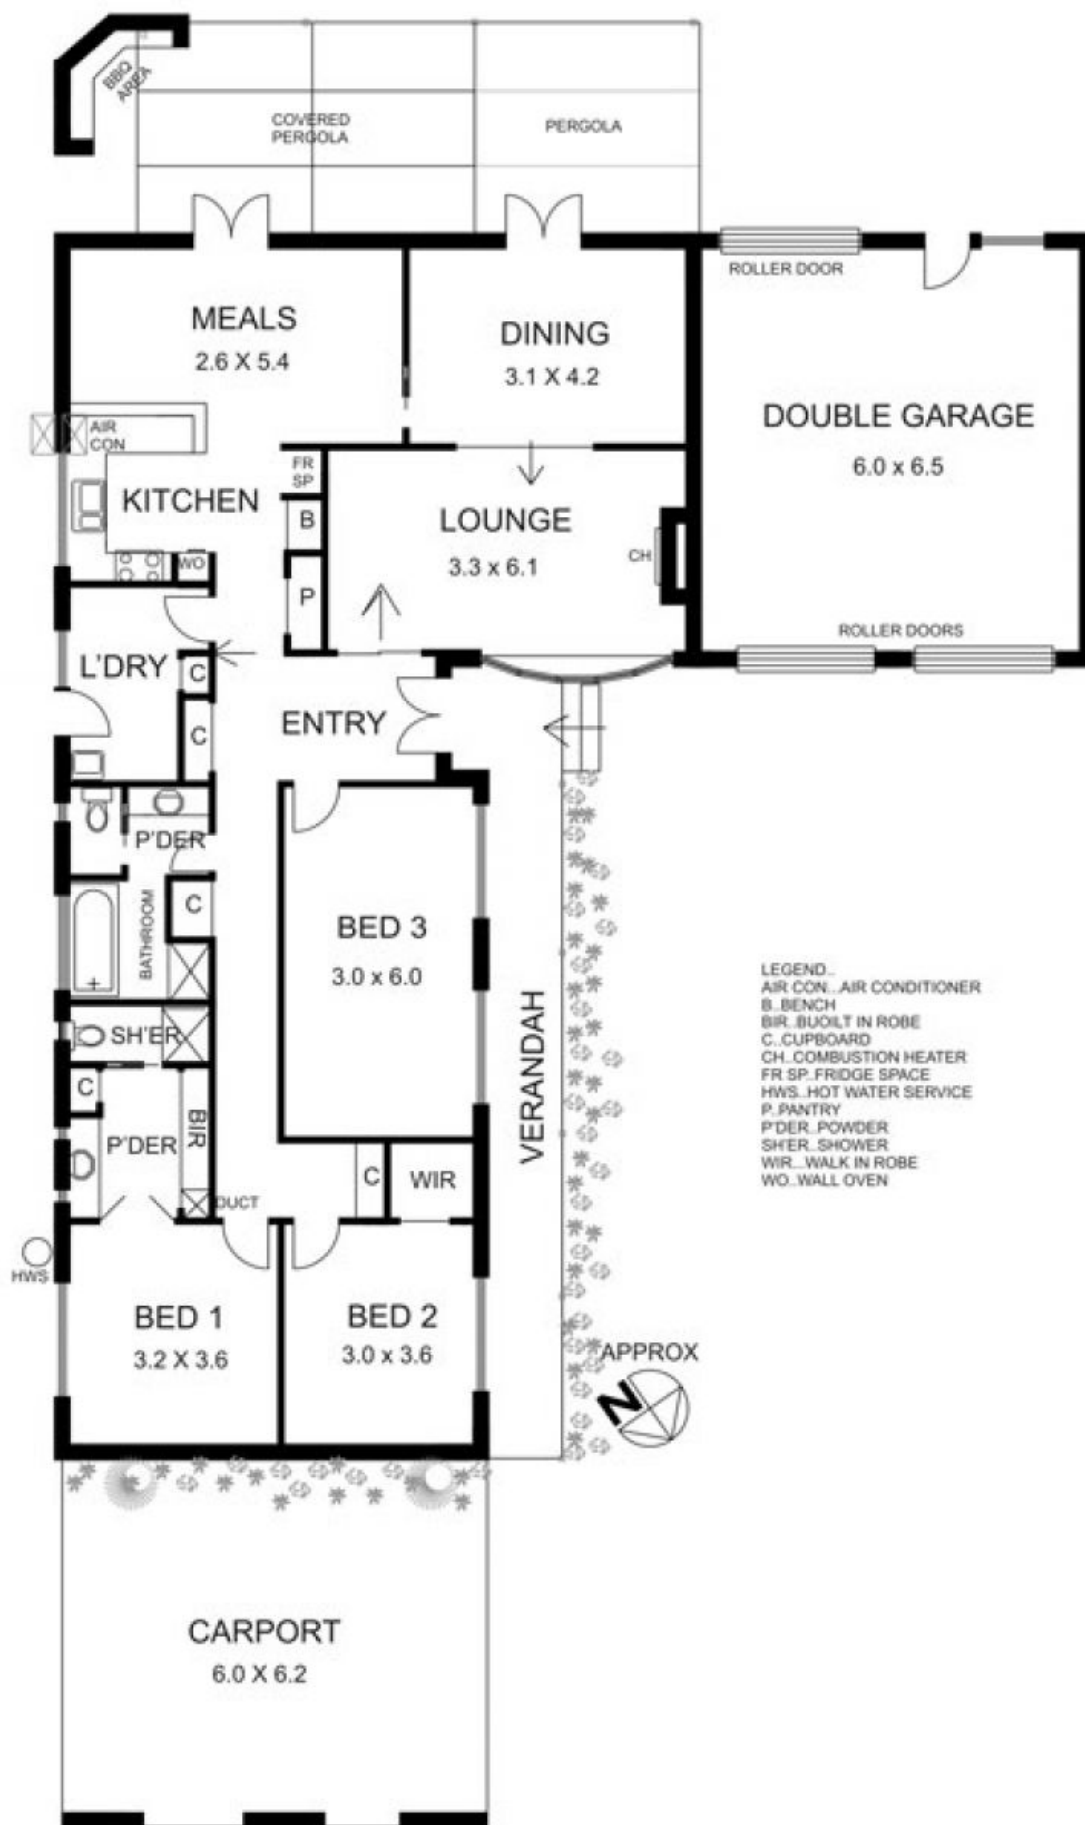 BBQ
AREA
COVERED
PERGOLA
PERGOLA
ROLLER DOOR
MEALS
2.6 X 5.4
DINING
3.1 X 4.2
DOUBLE GARAGE
6.0 x 6.5
AIR
CON
FR
SP
KITCHEN
B
LOUNGE
3.3 x 6.1
CH
WO
P
ROLLER DOORS
L'DRY
C
C
ENTRY
P'DER
BATHROOM
C
BED 3
3.0 x 6.0
VERANDAH
LEGEND..
AIR CON...AIR CONDITIONER
B..BENCH
BIR..BUOILT IN ROBE
C..CUPBOARD
CH..COMBUSTION HEATER
FR SP..FRIDGE SPACE
HWS..HOT WATER SERVICE
P..PANTRY
P'DER..POWDER
SH'ER..SHOWER
WIR...WALK IN ROBE
WO..WALL OVEN
SH'ER
C
BIR
P'DER
C
WIR
DUCT
HWS
BED 1
3.2 X 3.6
BED 2
3.0 x 3.6
APPROX
N
CARPORT
6.0 X 6.2